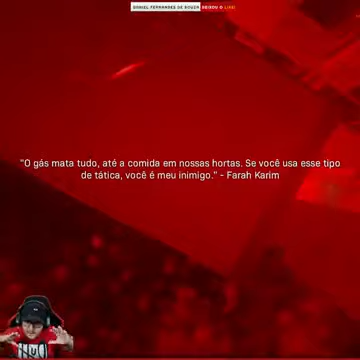 DANIEL FERNANDES DE SOUZA DEIXOU O LIKE!
"O gás mata tudo, até a comida em nossas hortas. Se você usa esse tipo
de tática, você é meu inimigo." - Farah Karim